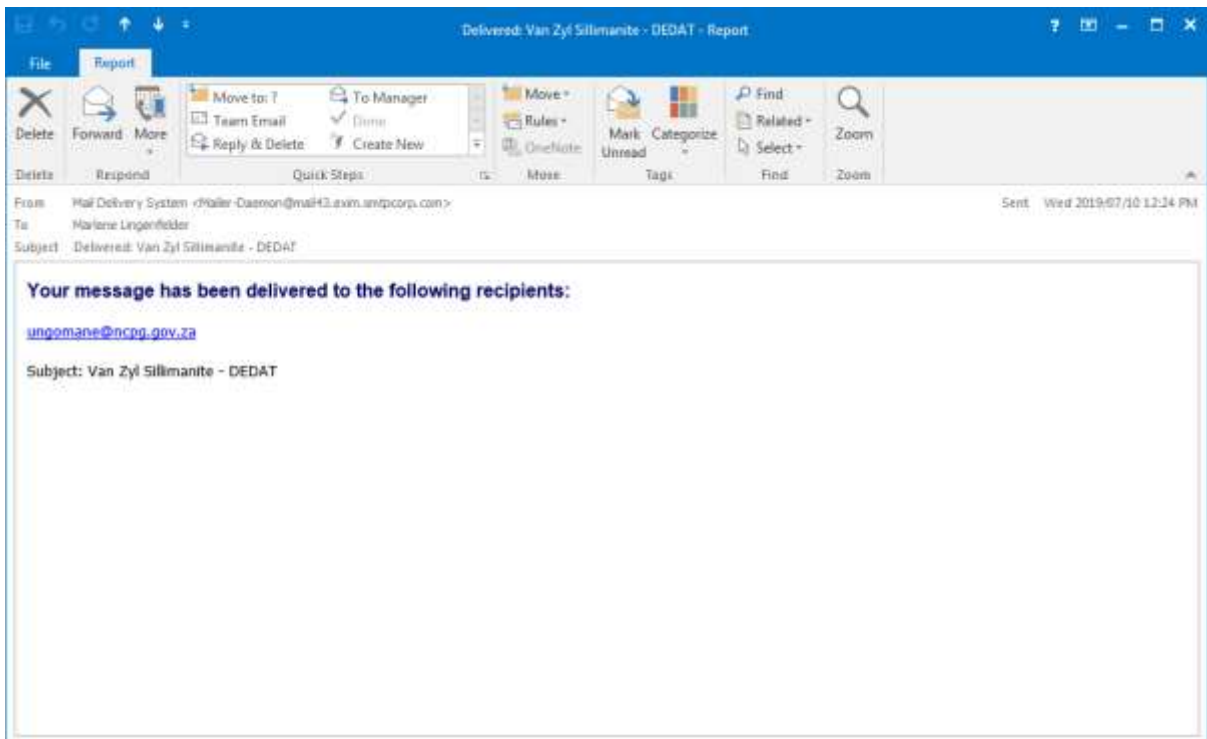 Delivered: Van Zyl Sillimanite - DEDAT - Report
File Report
Delete
Forward
More
Move to: ?
Team Email
Reply & Delete
To Manager
Done
Create New
Move
Rules
OneNote
Mark Unread
Categorize
Find
Related
Select
Zoom
Delete Respond Quick Steps Move Tags Find Zoom
From Mail Delivery System <Mailer-Daemon@mail43.exim.smtpcorp.com> Sent Wed 2019/07/10 12:24 PM
To Marlene Lingenfelder
Subject Delivered: Van Zyl Sillimanite - DEDAT
Your message has been delivered to the following recipients:
ungomane@ncpg.gov.za
Subject: Van Zyl Sillimanite - DEDAT